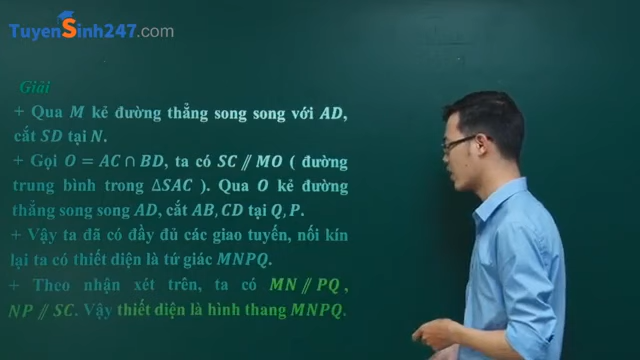 TuyenSinh247.com
Giải
+ Qua M kẻ đường thẳng song song với AD,
cắt SD tại N.
+ Gọi O = AC ∩ BD, ta có SC // MO ( đường
trung bình trong ΔSAC ). Qua O kẻ đường
thẳng song song AD, cắt AB, CD tại Q, P.
+ Vậy ta đã có đầy đủ các giao tuyến, nối kín
lại ta có thiết diện là tứ giác MNPQ.
+ Theo nhận xét trên, ta có MN // PQ ,
NP // SC. Vậy thiết diện là hình thang MNPQ.